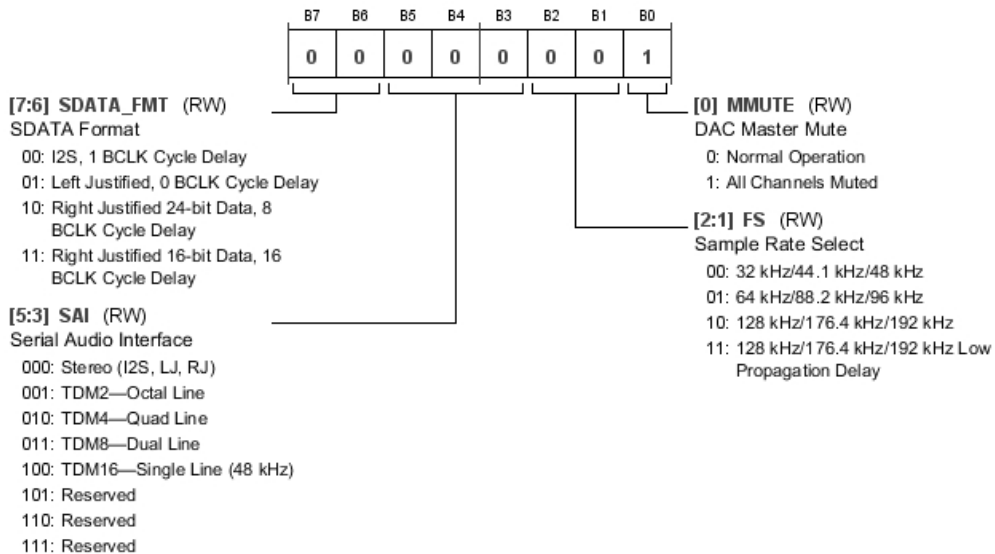 B7 B6 B5 B4 B3 B2 B1 B0
0 0 0 0 0 0 0 1
[7:6] SDATA_FMT (RW)
SDATA Format
00: I2S, 1 BCLK Cycle Delay
01: Left Justified, 0 BCLK Cycle Delay
10: Right Justified 24-bit Data, 8
BCLK Cycle Delay
11: Right Justified 16-bit Data, 16
BCLK Cycle Delay
[5:3] SAI (RW)
Serial Audio Interface
000: Stereo (I2S, LJ, RJ)
001: TDM2—Octal Line
010: TDM4—Quad Line
011: TDM8—Dual Line
100: TDM16—Single Line (48 kHz)
101: Reserved
110: Reserved
111: Reserved
[0] MMUTE (RW)
DAC Master Mute
0: Normal Operation
1: All Channels Muted
[2:1] FS (RW)
Sample Rate Select
00: 32 kHz/44.1 kHz/48 kHz
01: 64 kHz/88.2 kHz/96 kHz
10: 128 kHz/176.4 kHz/192 kHz
11: 128 kHz/176.4 kHz/192 kHz Low
Propagation Delay